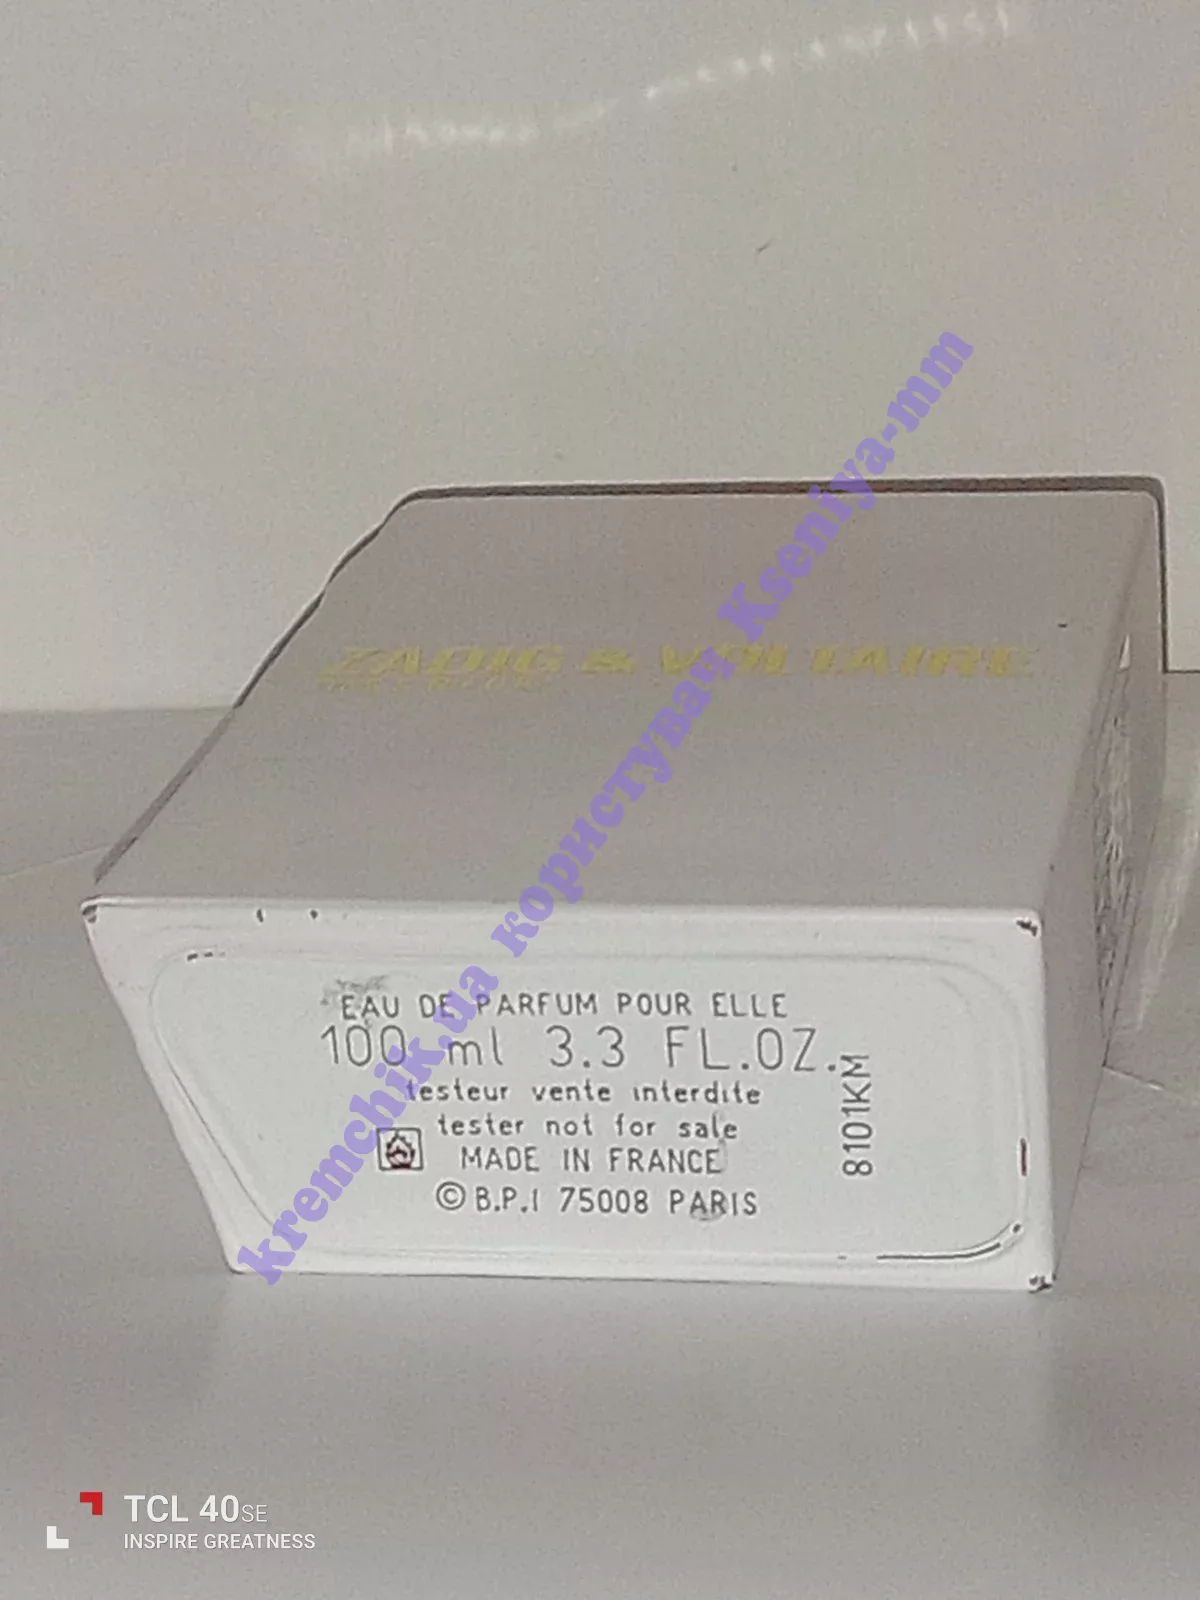 ZADIG & VOLTAIRE
EAU DE PARFUM POUR ELLE
100 ml 3.3 FL.OZ.
testeur vente interdite
tester not for sale
MADE IN FRANCE
© B.P.I 75008 PARIS
8101KM
kremchik.ua користувач Kseniya-mm
TCL 40SE
INSPIRE GREATNESS